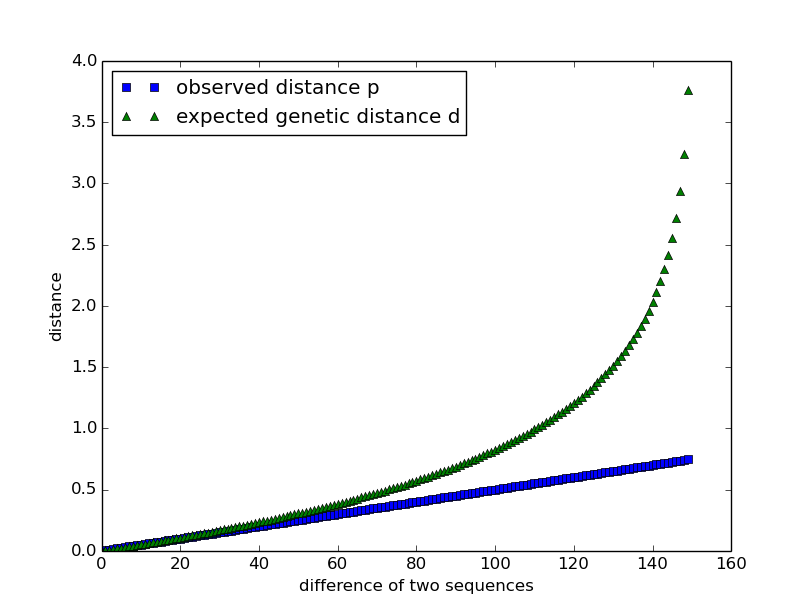 observed distance p
expected genetic distance d
4.0
3.5
3.0
2.5
2.0
1.5
1.0
0.5
0.0
distance
0 20 40 60 80 100 120 140 160
difference of two sequences